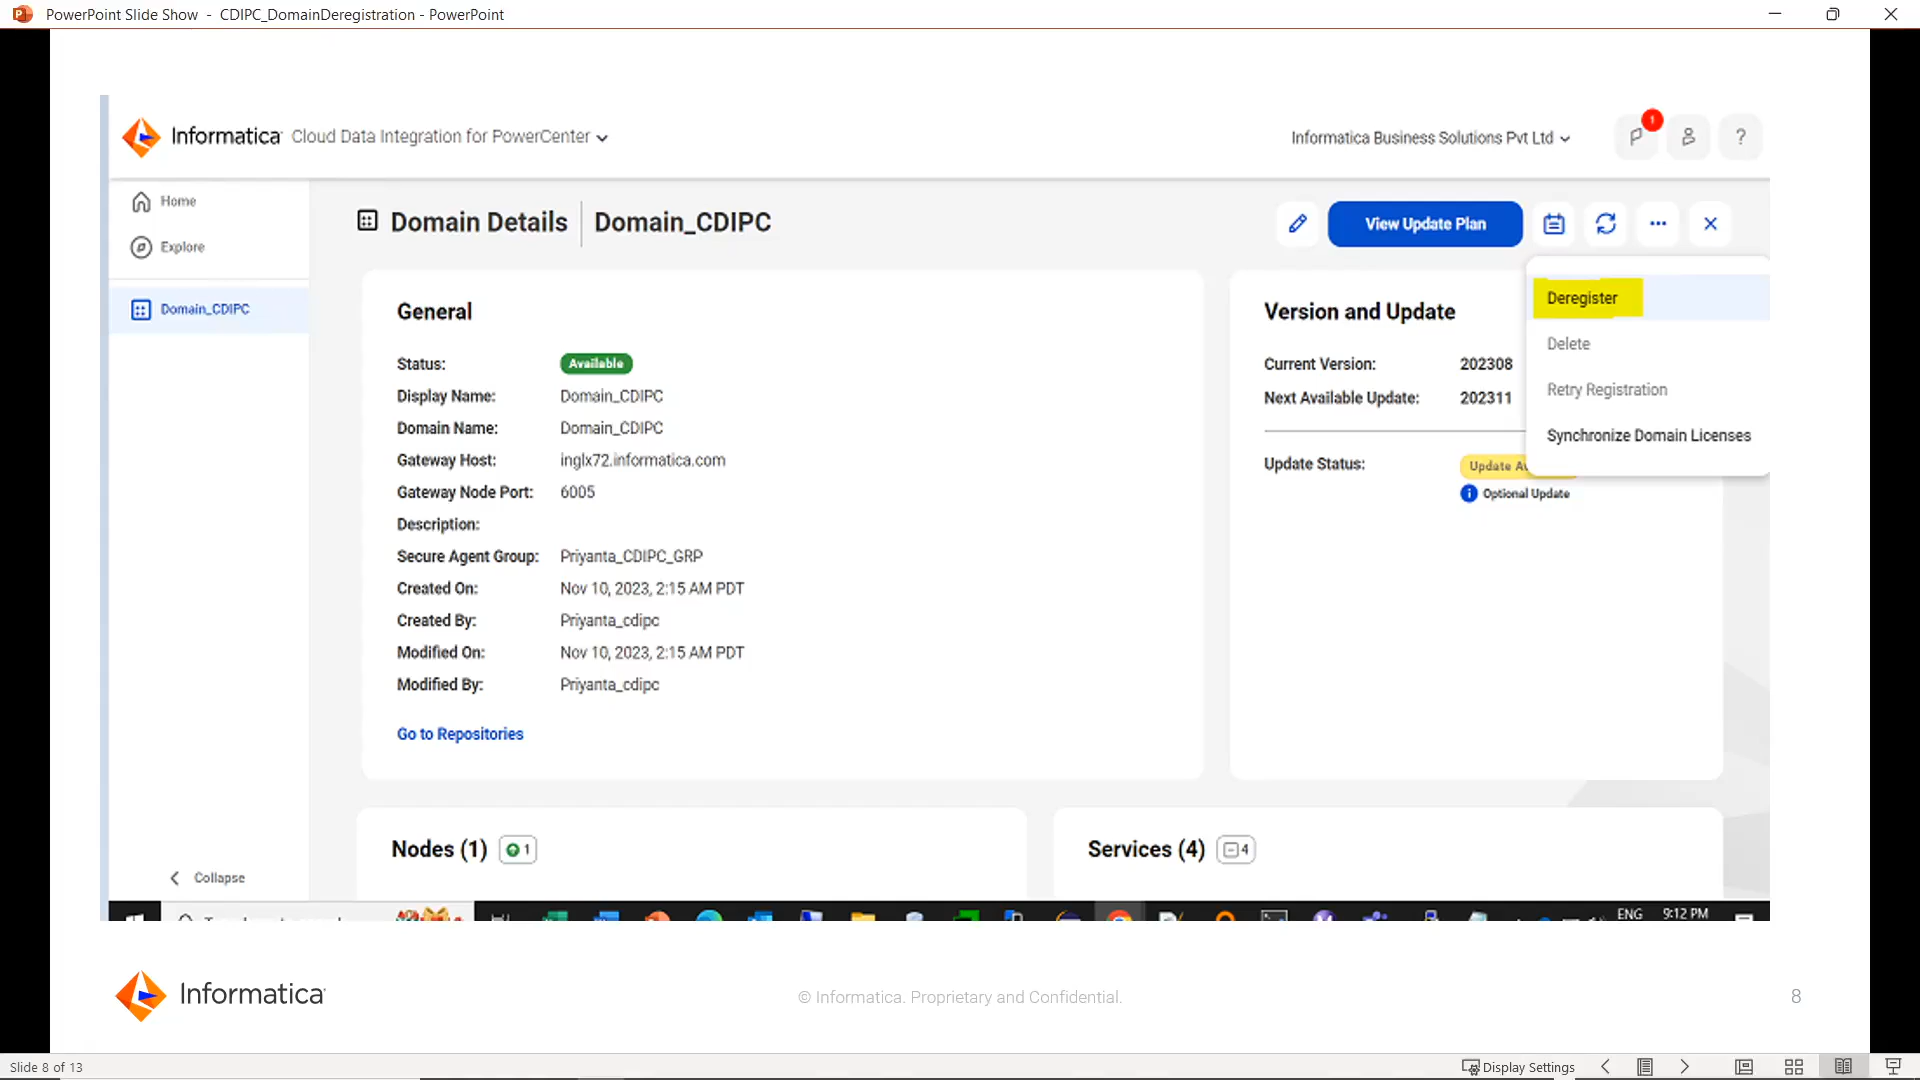 PowerPoint Slide Show - CDIPC_DomainDeregistration - PowerPoint
Informatica Cloud Data Integration for PowerCenter
Informatica Business Solutions Pvt Ltd
1
?
Home
Explore
Domain_CDIPC
Domain Details Domain_CDIPC
View Update Plan
Deregister
Delete
Retry Registration
Synchronize Domain Licenses
General
Status: Available
Display Name: Domain_CDIPC
Domain Name: Domain_CDIPC
Gateway Host: inglx72.informatica.com
Gateway Node Port: 6005
Description:
Secure Agent Group: Priyanta_CDIPC_GRP
Created On: Nov 10, 2023, 2:15 AM PDT
Created By: Priyanta_cdipc
Modified On: Nov 10, 2023, 2:15 AM PDT
Modified By: Priyanta_cdipc
Go to Repositories
Version and Update
Current Version: 202308
Next Available Update: 202311
Update Status: Update
Optional Update
Nodes (1) 1
Services (4) 4
Collapse
ENG 9:12 PM
Informatica
© Informatica. Proprietary and Confidential.
8
Slide 8 of 13
Display Settings